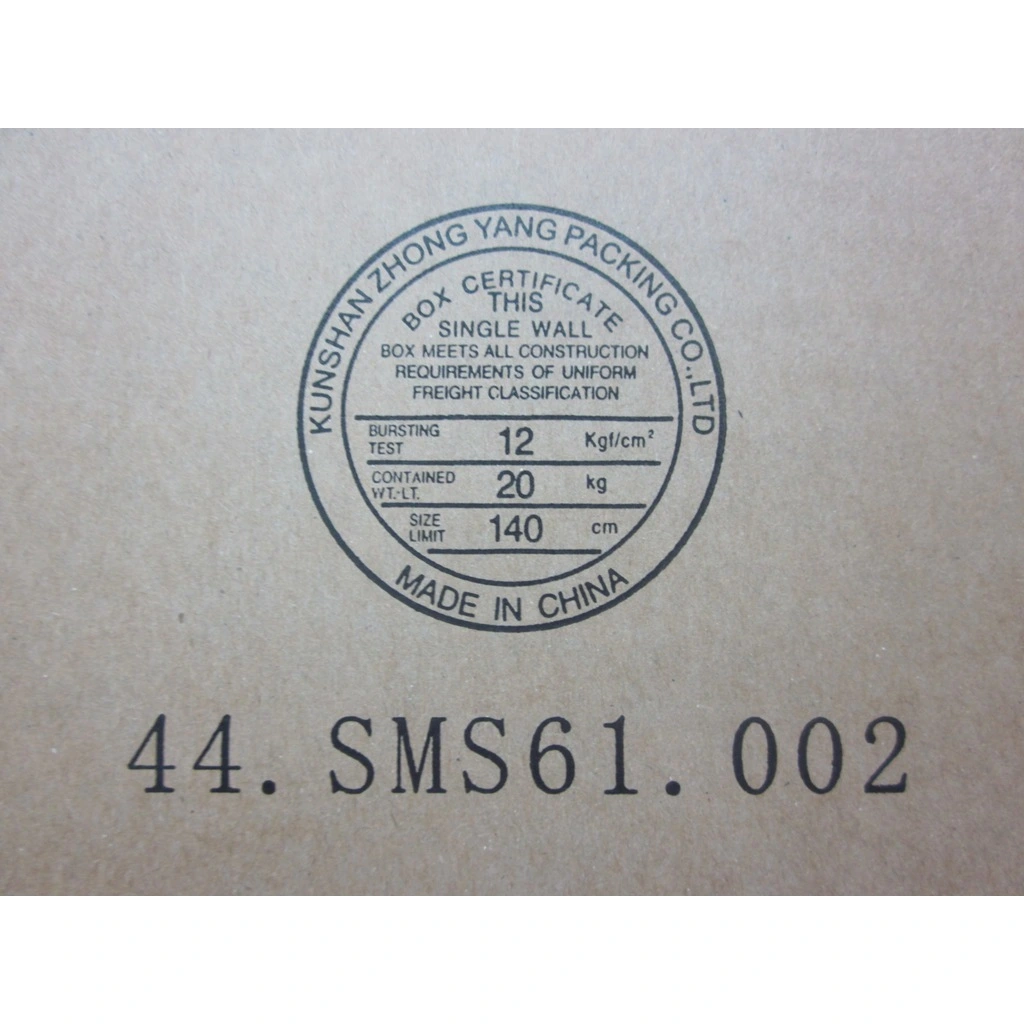 KUNSHAN ZHONG YANG PACKING CO.,LTD
BOX CERTIFICATE
THIS
SINGLE WALL
BOX MEETS ALL CONSTRUCTION
REQUIREMENTS OF UNIFORM
FREIGHT CLASSIFICATION
BURSTING TEST 12 Kgf/cm²
CONTAINED WT.-LT. 20 kg
SIZE LIMIT 140 cm
MADE IN CHINA
44.SMS61.002